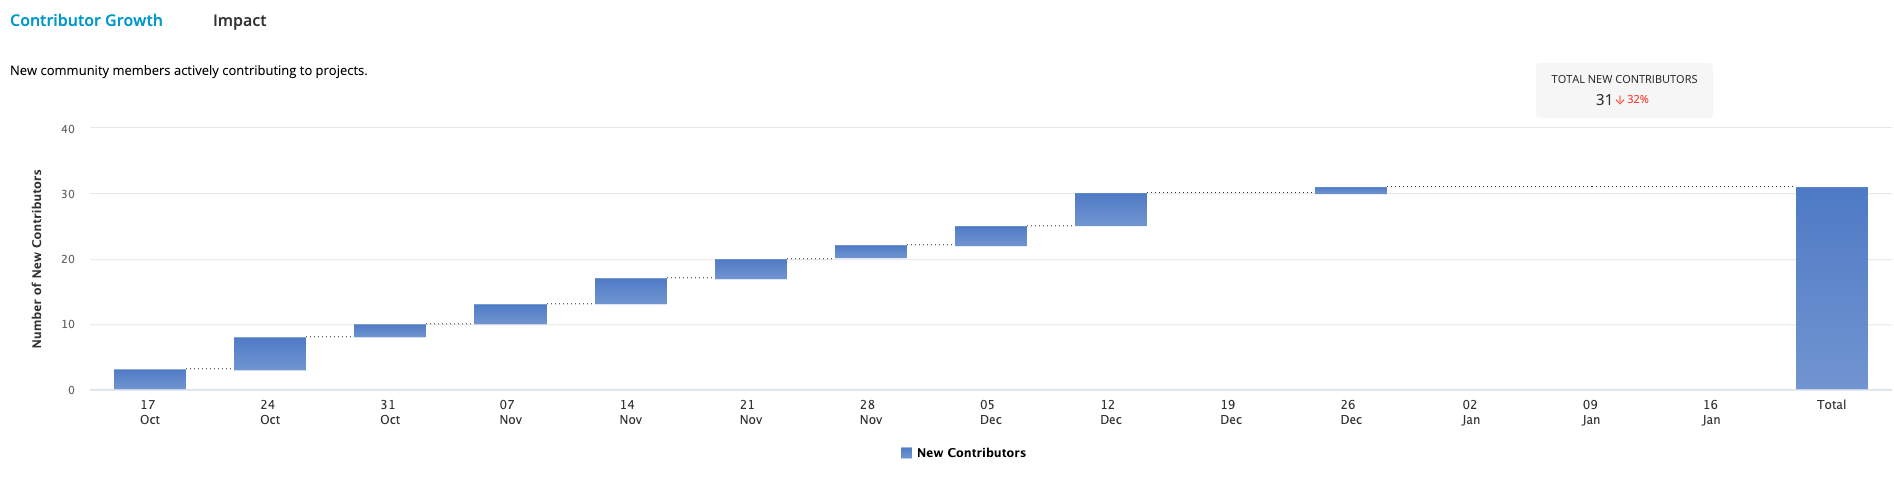 Contributor Growth Impact
New community members actively contributing to projects.
TOTAL NEW CONTRIBUTORS
31 ↓ 32%
Number of New Contributors
40
30
20
10
0
17 Oct
24 Oct
31 Oct
07 Nov
14 Nov
21 Nov
28 Nov
05 Dec
12 Dec
19 Dec
26 Dec
02 Jan
09 Jan
16 Jan
Total
New Contributors